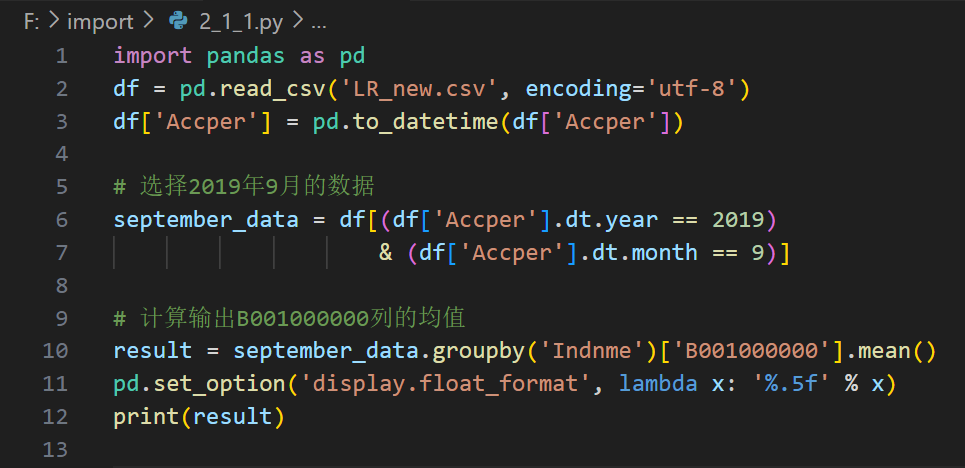 F: > import > 2_1_1.py > ...
1 import pandas as pd
2 df = pd.read_csv('LR_new.csv', encoding='utf-8')
3 df['Accper'] = pd.to_datetime(df['Accper'])
4
5 # 选择2019年9月的数据
6 september_data = df[(df['Accper'].dt.year == 2019)
7                     & (df['Accper'].dt.month == 9)]
8
9 # 计算输出B001000000列的均值
10 result = september_data.groupby('Indnme')['B001000000'].mean()
11 pd.set_option('display.float_format', lambda x: '%.5f' % x)
12 print(result)
13